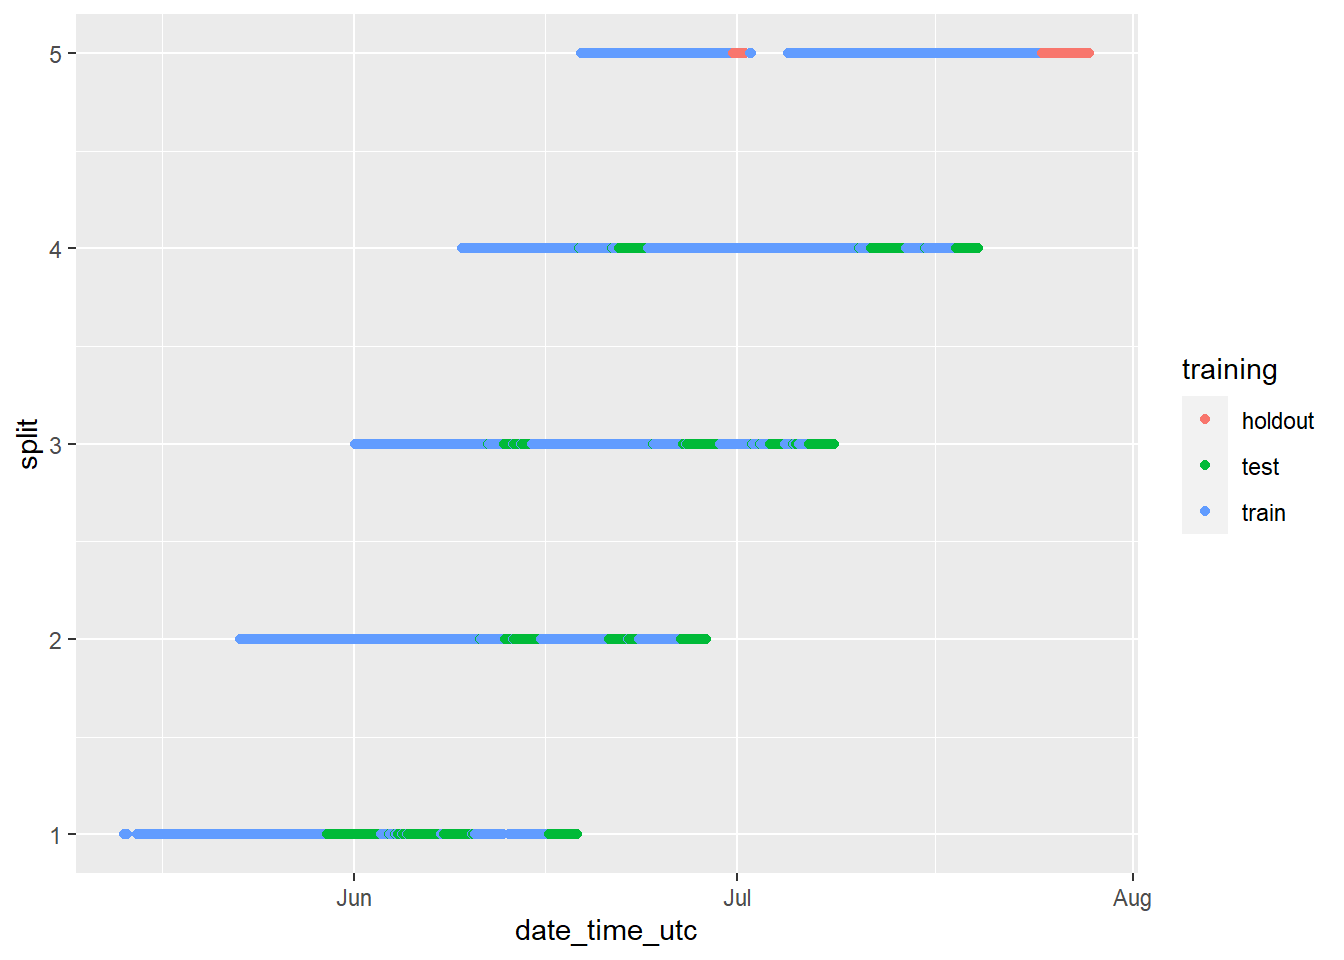 5
4
3
2
1
split
Jun
Jul
Aug
date_time_utc
training
holdout
test
train